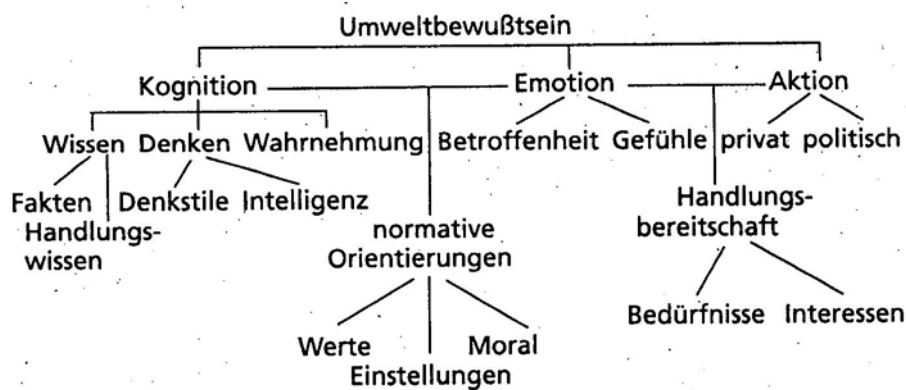 Umweltbewußtsein
Kognition Emotion Aktion
Wissen Denken Wahrnehmung Betroffenheit Gefühle privat politisch
Fakten Denkstile Intelligenz Handlungs-
Handlungs- normative bereitschaft
wissen Orientierungen
Bedürfnisse Interessen
Werte Moral
Einstellungen